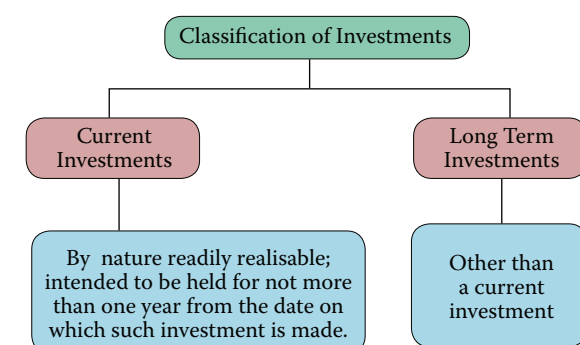 Classification of Investments
Current
Investments
Long Term
Investments
By nature readily realisable;
intended to be held for not more
than one year from the date on
which such investment is made.
Other than
a current
investment